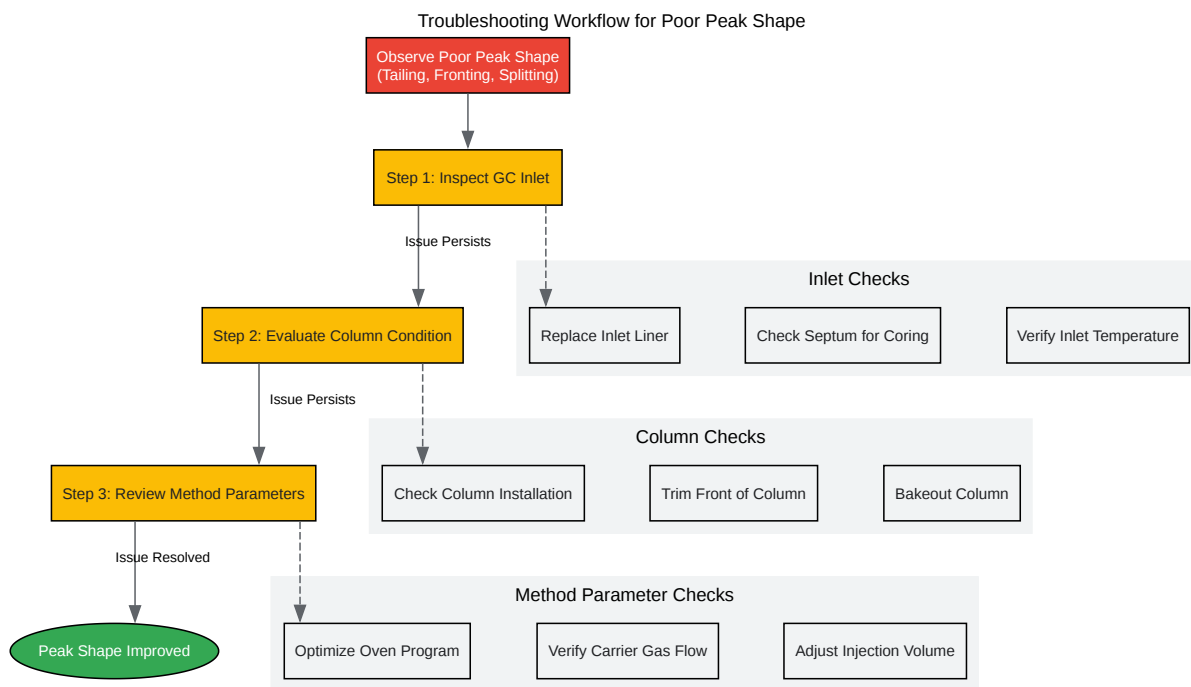 Troubleshooting Workflow for Poor Peak Shape
Observe Poor Peak Shape
(Tailing, Fronting, Splitting)
Step 1: Inspect GC Inlet
Issue Persists
Inlet Checks
Replace Inlet Liner
Check Septum for Coring
Verify Inlet Temperature
Step 2: Evaluate Column Condition
Issue Persists
Column Checks
Check Column Installation
Trim Front of Column
Bakeout Column
Step 3: Review Method Parameters
Issue Resolved
Method Parameter Checks
Optimize Oven Program
Verify Carrier Gas Flow
Adjust Injection Volume
Peak Shape Improved